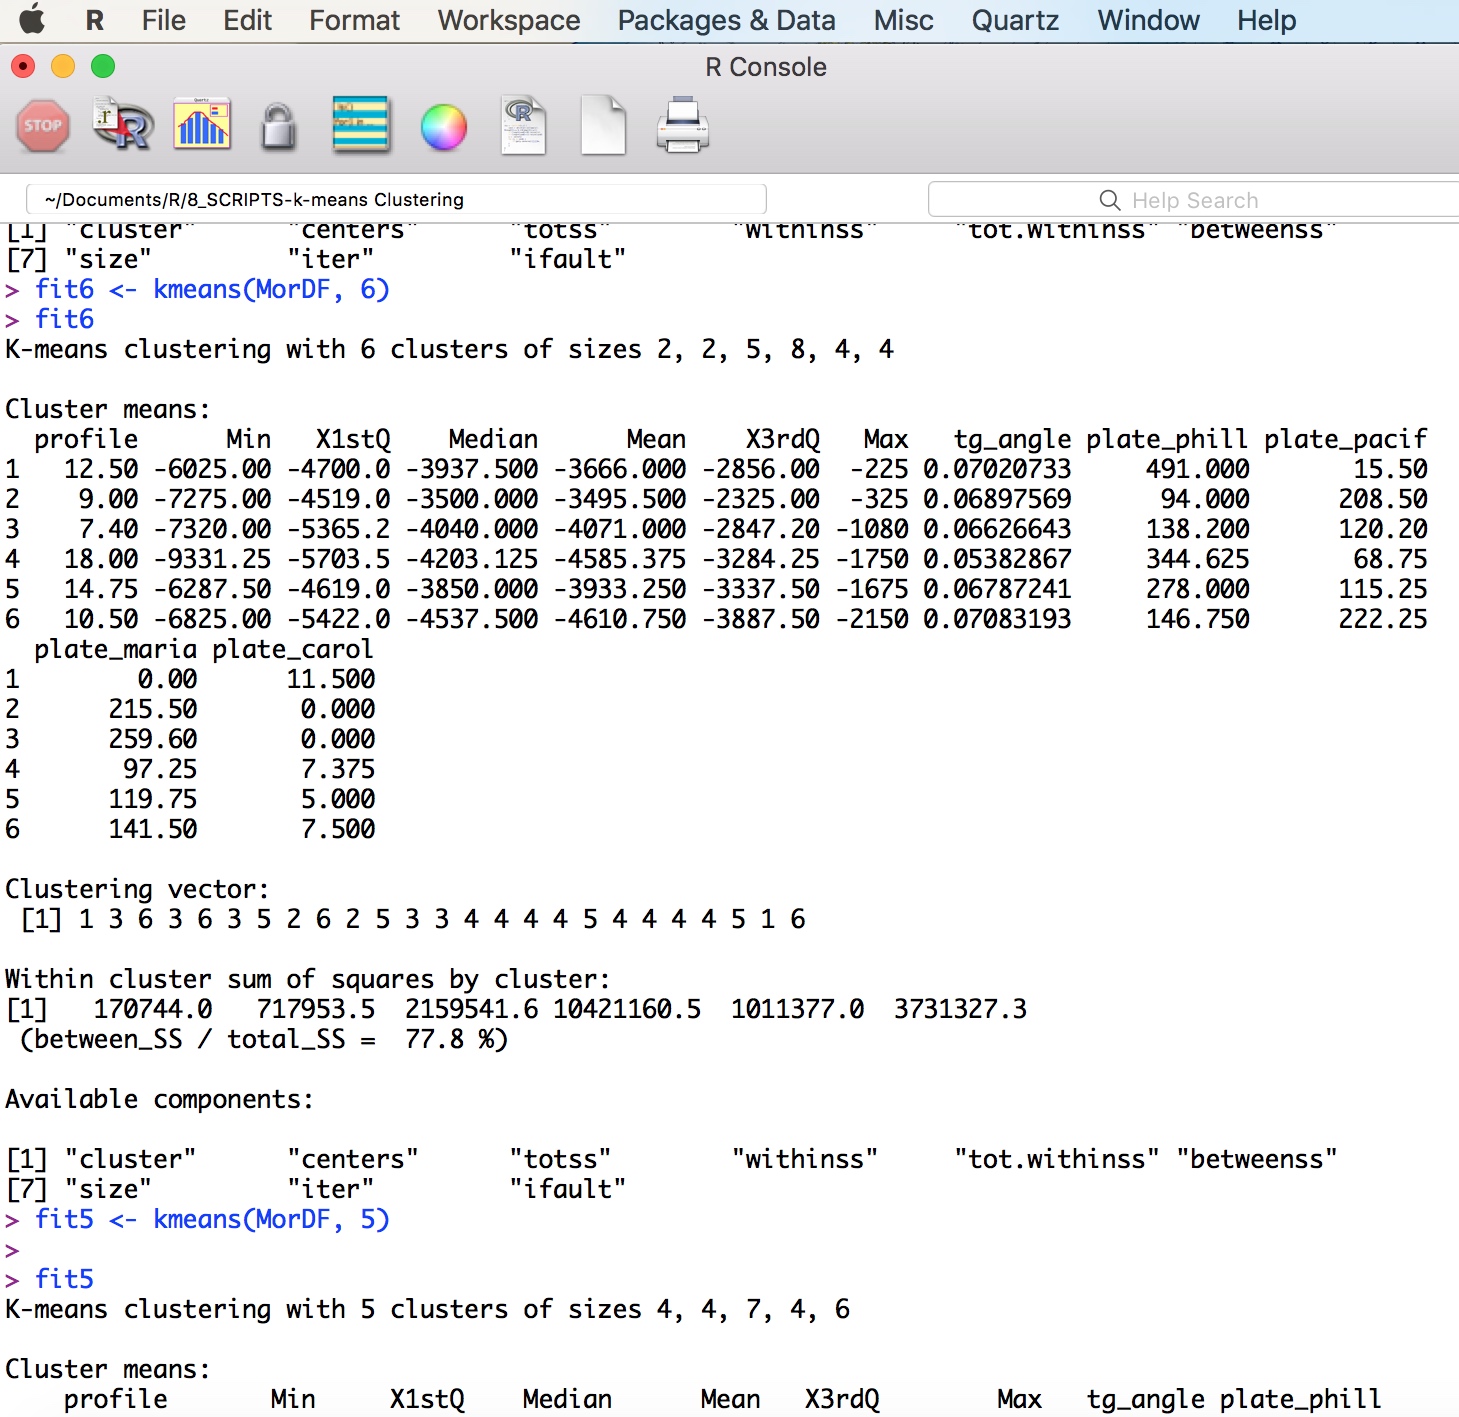 R File Edit Format Workspace Packages & Data Misc Quartz Window Help
R Console
STOP
~/Documents/R/8_SCRIPTS-k-means Clustering
Help Search
[1] "cluster"      "centers"      "totss"        "withinss"     "tot.withinss" "betweenss"
[7] "size"         "iter"         "ifault"
> fit6 <- kmeans(MorDF, 6)
> fit6
K-means clustering with 6 clusters of sizes 2, 2, 5, 8, 4, 4
Cluster means:
  profile      Min   X1stQ    Median      Mean    X3rdQ   Max   tg_angle plate_phill plate_pacif
1   12.50 -6025.00 -4700.0 -3937.500 -3666.000 -2856.00  -225 0.07020733     491.000       15.50
2    9.00 -7275.00 -4519.0 -3500.000 -3495.500 -2325.00  -325 0.06897569      94.000      208.50
3    7.40 -7320.00 -5365.2 -4040.000 -4071.000 -2847.20 -1080 0.06626643     138.200      120.20
4   18.00 -9331.25 -5703.5 -4203.125 -4585.375 -3284.25 -1750 0.05382867     344.625       68.75
5   14.75 -6287.50 -4619.0 -3850.000 -3933.250 -3337.50 -1675 0.06787241     278.000      115.25
6   10.50 -6825.00 -5422.0 -4537.500 -4610.750 -3887.50 -2150 0.07083193     146.750      222.25
  plate_maria plate_carol
1        0.00      11.500
2      215.50       0.000
3      259.60       0.000
4       97.25       7.375
5      119.75       5.000
6      141.50       7.500
Clustering vector:
 [1] 1 3 6 3 6 3 5 2 6 2 5 3 3 4 4 4 4 5 4 4 4 4 5 1 6
Within cluster sum of squares by cluster:
[1]   170744.0   717953.5  2159541.6 10421160.5  1011377.0  3731327.3
 (between_SS / total_SS =  77.8 %)
Available components:
[1] "cluster"      "centers"      "totss"        "withinss"     "tot.withinss" "betweenss"
[7] "size"         "iter"         "ifault"
> fit5 <- kmeans(MorDF, 5)
>
> fit5
K-means clustering with 5 clusters of sizes 4, 4, 7, 4, 6
Cluster means:
    profile       Min     X1stQ    Median      Mean   X3rdQ        Max   tg_angle plate_phill